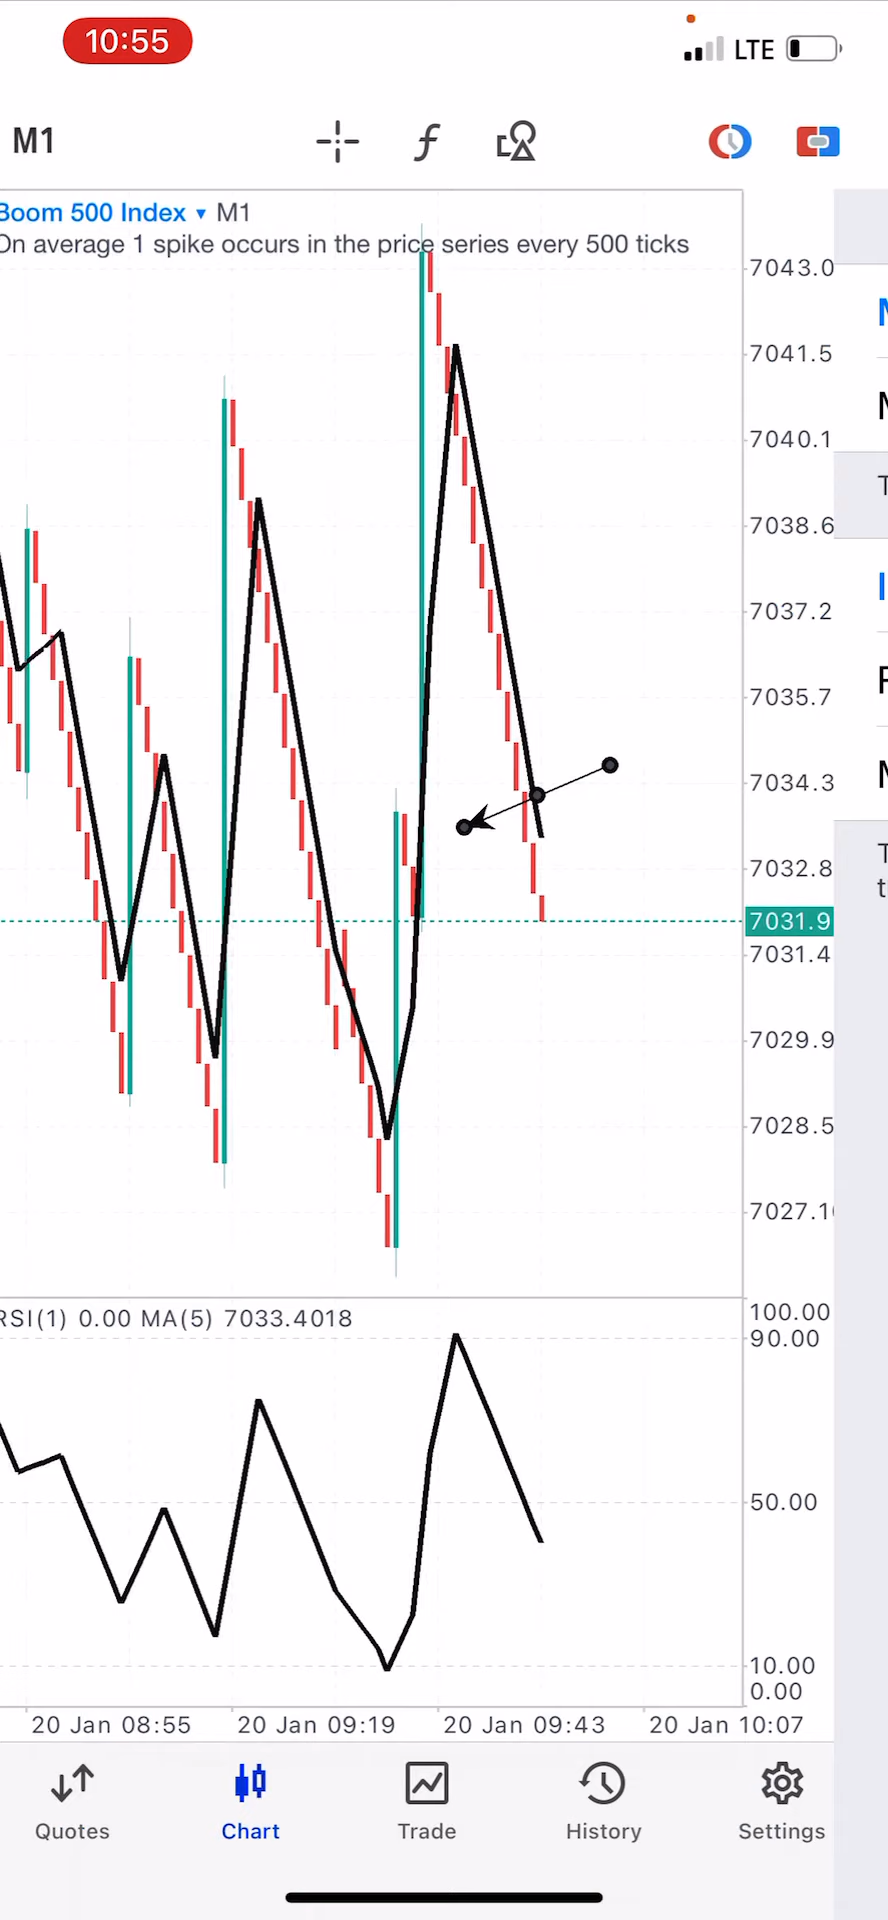 10:55
LTE
M1
Boom 500 Index ▾ M1
On average 1 spike occurs in the price series every 500 ticks
7043.0
7041.5
7040.1
7038.6
7037.2
7035.7
7034.3
7032.8
7031.9
7031.4
7029.9
7028.5
7027.1
RSI(1) 0.00 MA(5) 7033.4018
100.00
90.00
50.00
10.00
0.00
20 Jan 08:55
20 Jan 09:19
20 Jan 09:43
20 Jan 10:07
Quotes
Chart
Trade
History
Settings